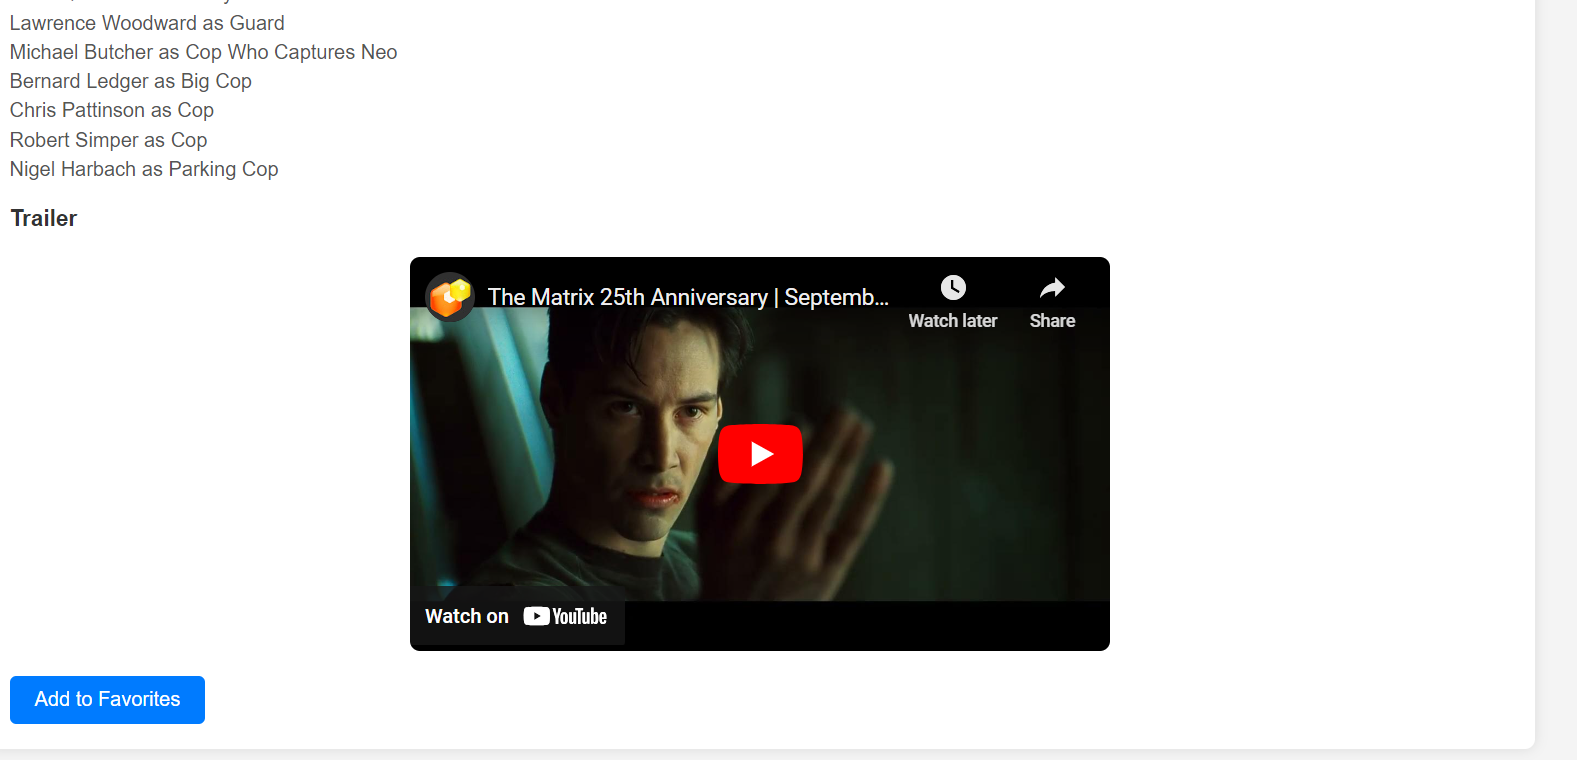 Lawrence Woodward as Guard
Michael Butcher as Cop Who Captures Neo
Bernard Ledger as Big Cop
Chris Pattinson as Cop
Robert Simper as Cop
Nigel Harbach as Parking Cop
Trailer
The Matrix 25th Anniversary | Septemb...
Watch later
Share
Watch on YouTube
Add to Favorites